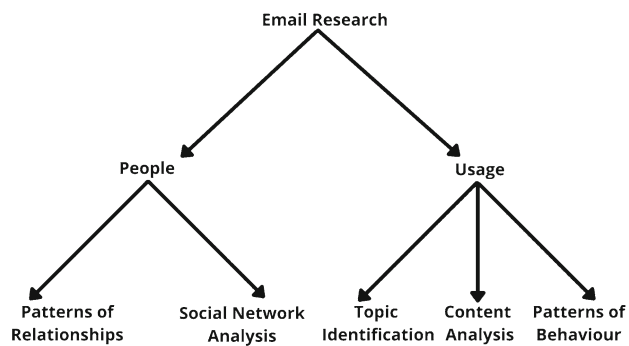 Email Research
People
Usage
Patterns of
Relationships
Social Network
Analysis
Topic
Identification
Content
Analysis
Patterns of
Behaviour